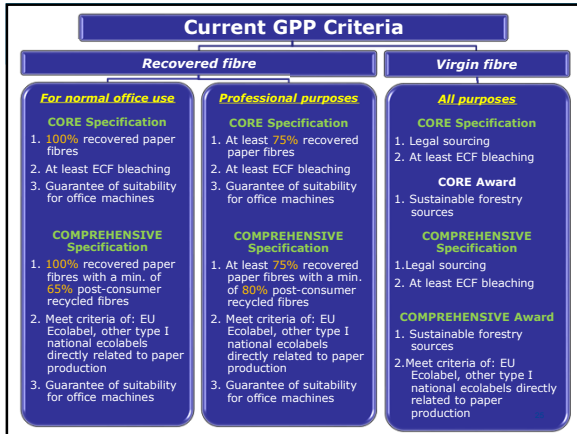 Current GPP Criteria
Recovered fibre
Virgin fibre
For normal office use
CORE Specification
1. 100% recovered paper
fibres
2. At least ECF bleaching
3. Guarantee of suitability
for office machines
COMPREHENSIVE
Specification
1. 100% recovered paper
fibres with a min. of
65% post-consumer
recycled fibres
2. Meet criteria of: EU
Ecolabel, other type I
national ecolabels
directly related to paper
production
3. Guarantee of suitability
for office machines
Professional purposes
CORE Specification
1. At least 75% recovered
paper fibres
2. At least ECF bleaching
3. Guarantee of suitability
for office machines
COMPREHENSIVE
Specification
1. At least 75% recovered
paper fibres with a min.
of 80% post-consumer
recycled fibres
2. Meet criteria of: EU
Ecolabel, other type I
national ecolabels
directly related to paper
production
3. Guarantee of suitability
for office machines
All purposes
CORE Specification
1. Legal sourcing
2. At least ECF bleaching
CORE Award
1. Sustainable forestry
sources
COMPREHENSIVE
Specification
1.Legal sourcing
2. At least ECF bleaching
COMPREHENSIVE Award
1. Sustainable forestry
sources
2.Meet criteria of: EU
Ecolabel, other type I
national ecolabels directly
related to paper
production